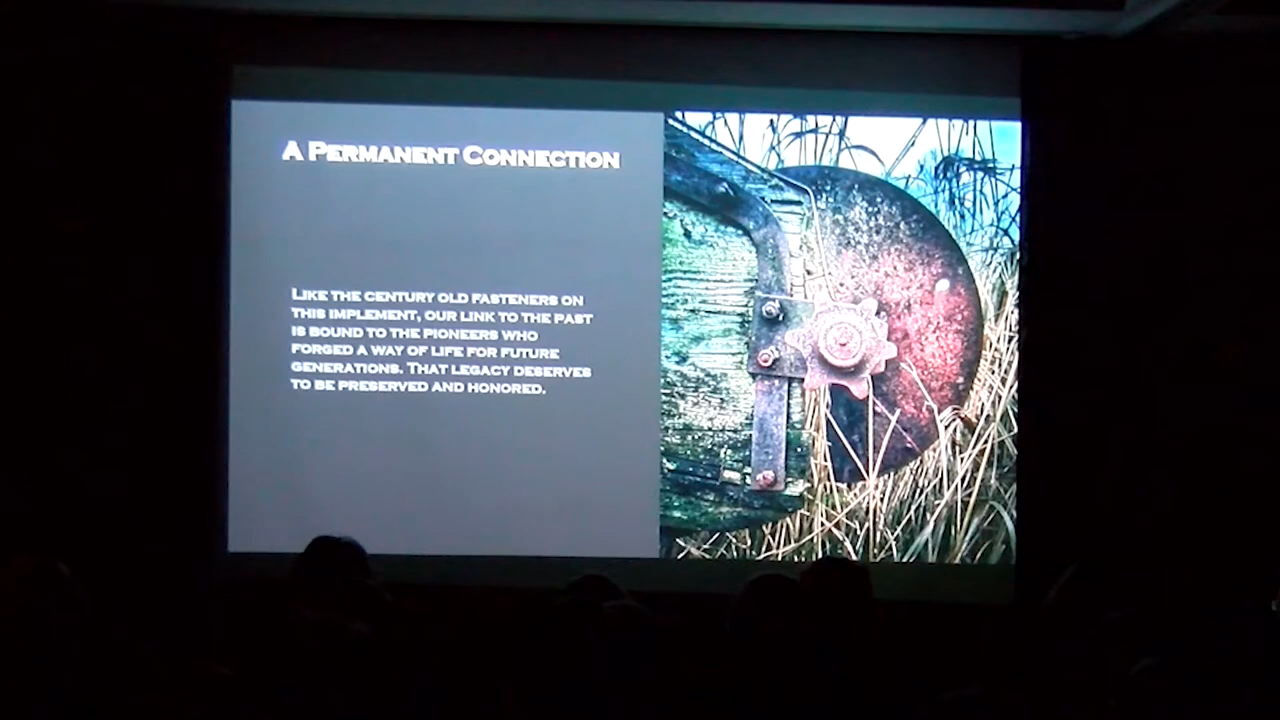 A PERMANENT CONNECTION
LIKE THE CENTURY OLD FASTENERS ON
THIS IMPLEMENT, OUR LINK TO THE PAST
IS BOUND TO THE PIONEERS WHO
FORGED A WAY OF LIFE FOR FUTURE
GENERATIONS. THAT LEGACY DESERVES
TO BE PRESERVED AND HONORED.